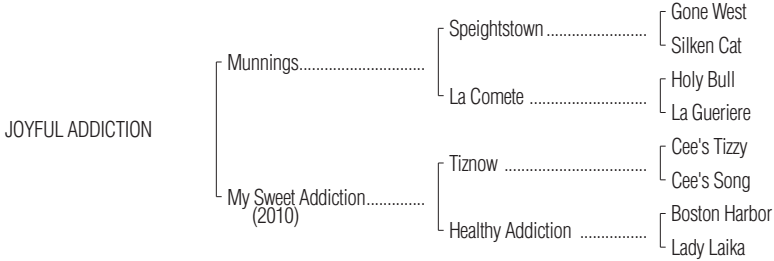 Gone West
Speightstown
Silken Cat
Munnings
Holy Bull
La Comete
La Gueriere
JOYFUL ADDICTION
Cee's Tizzy
Tiznow
Cee's Song
My Sweet Addiction
(2010)
Boston Harbor
Healthy Addiction
Lady Laika